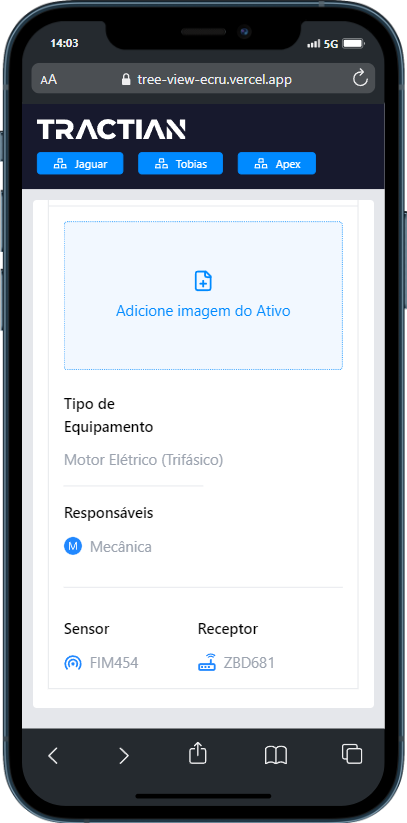 14:03
5G
AA
tree-view-ecru.vercel.app
TRACTIAN
Jaguar
Tobias
Apex
Adicione imagem do Ativo
Tipo de
Equipamento
Motor Elétrico (Trifásico)
Responsáveis
M Mecânica
Sensor
Receptor
FIM454
ZBD681